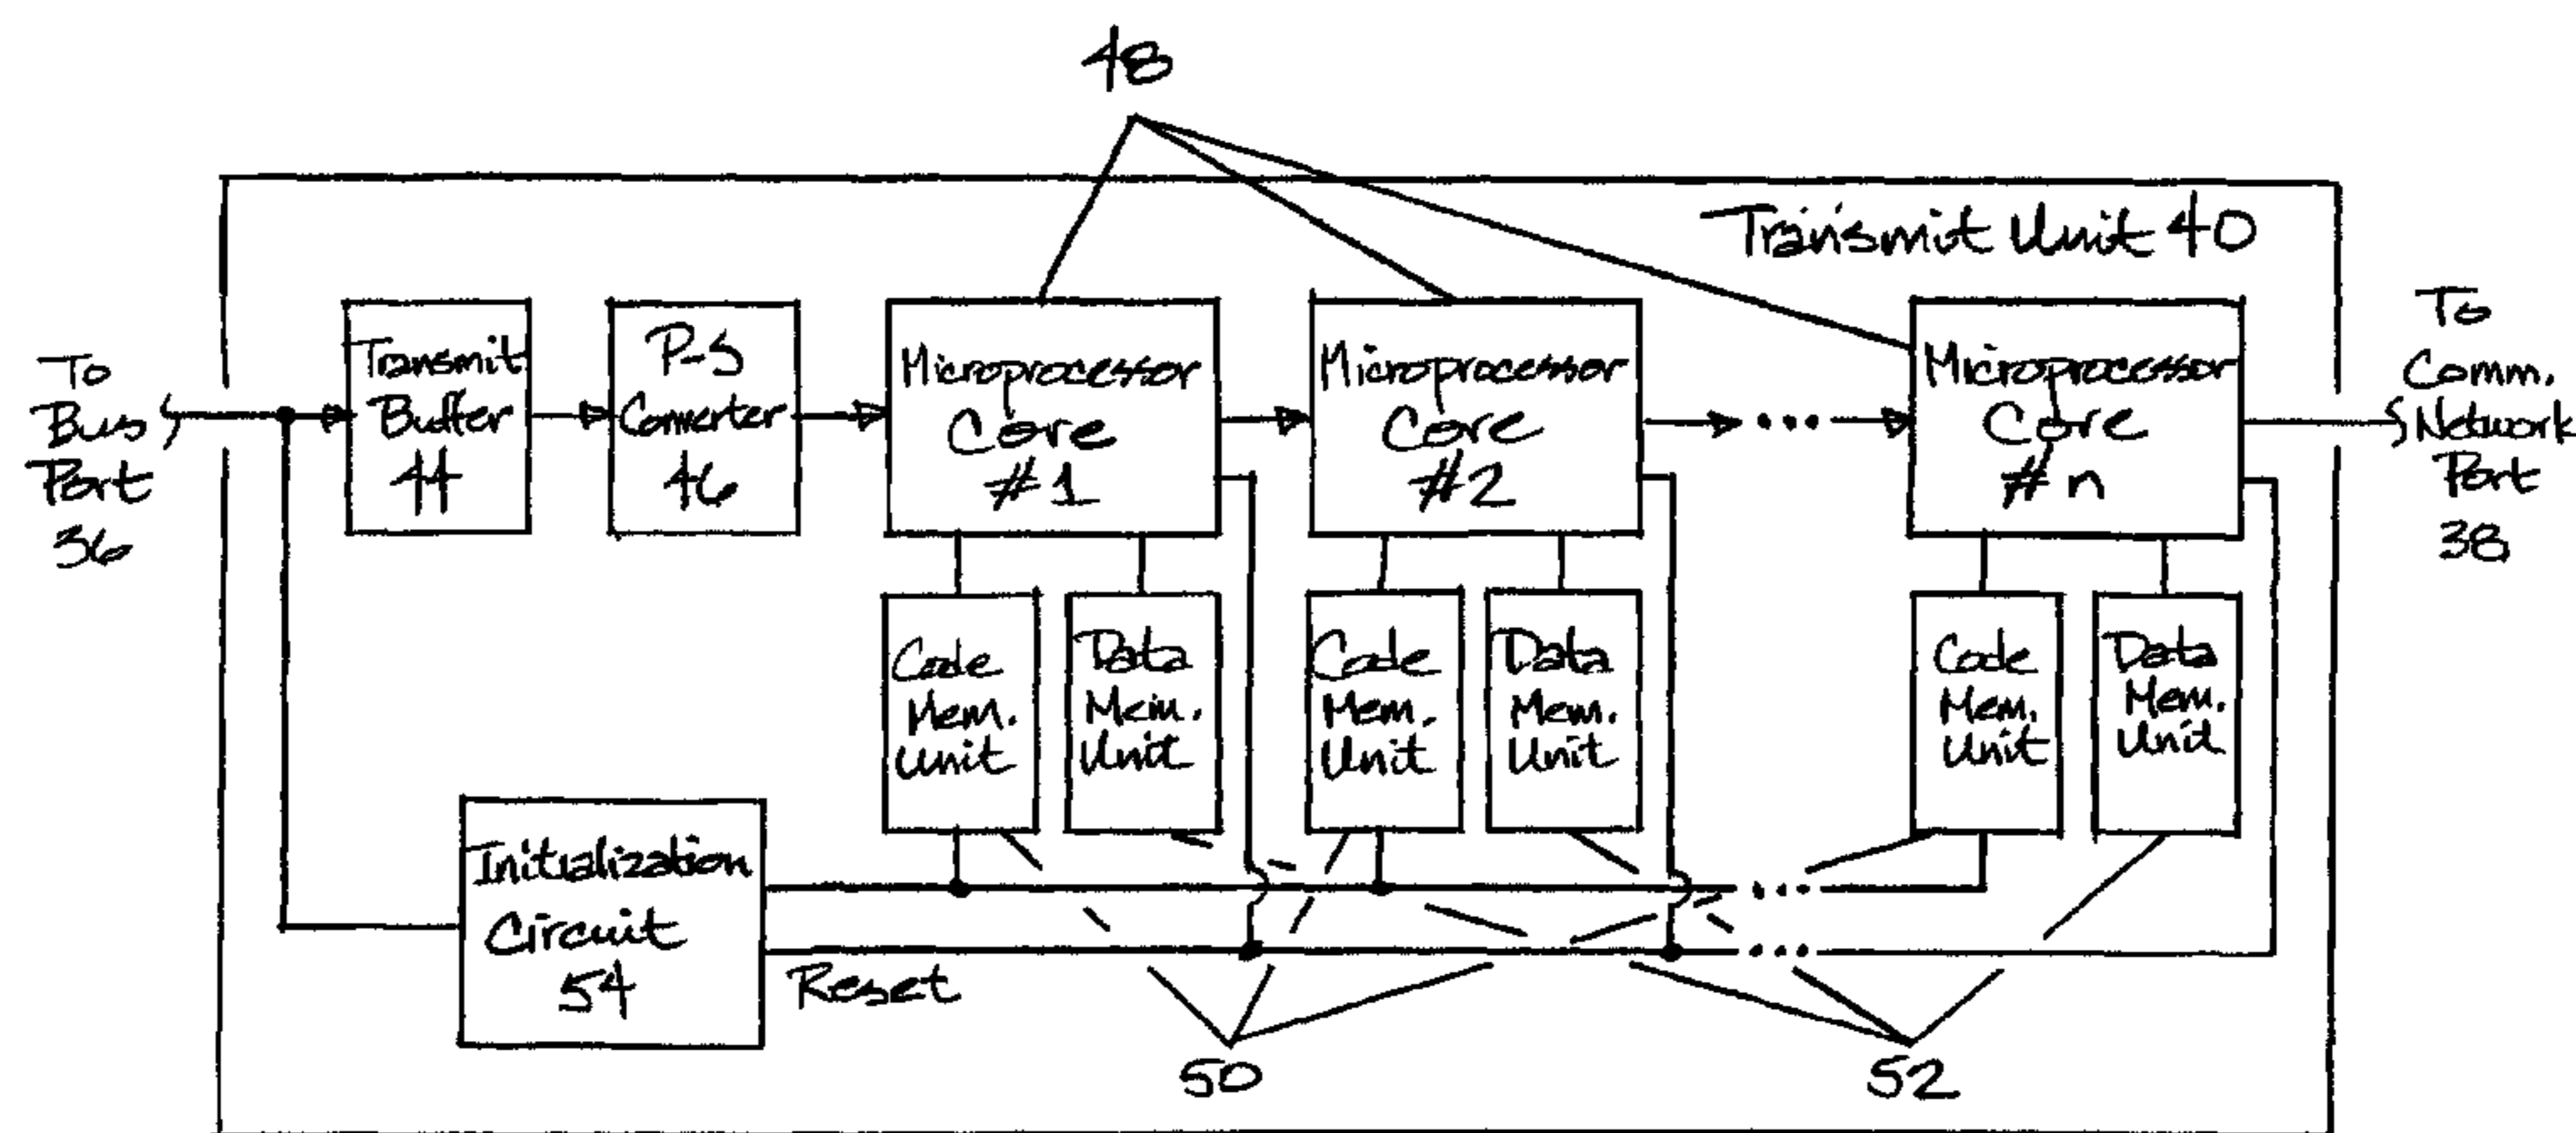 48
Transmit Unit 40
To
Bus
Port
36
Transmit
Buffer
44
P-S
Converter
46
Microprocessor
Core
#1
Microprocessor
Core
#2
...
Microprocessor
Core
#n
To
Comm.
Network
Port
38
Code
Mem.
Unit
Data
Mem.
Unit
Code
Mem.
Unit
Data
Mem.
Unit
Code
Mem.
Unit
Data
Mem.
Unit
Initialization
Circuit
54
...
...
Reset
50
52